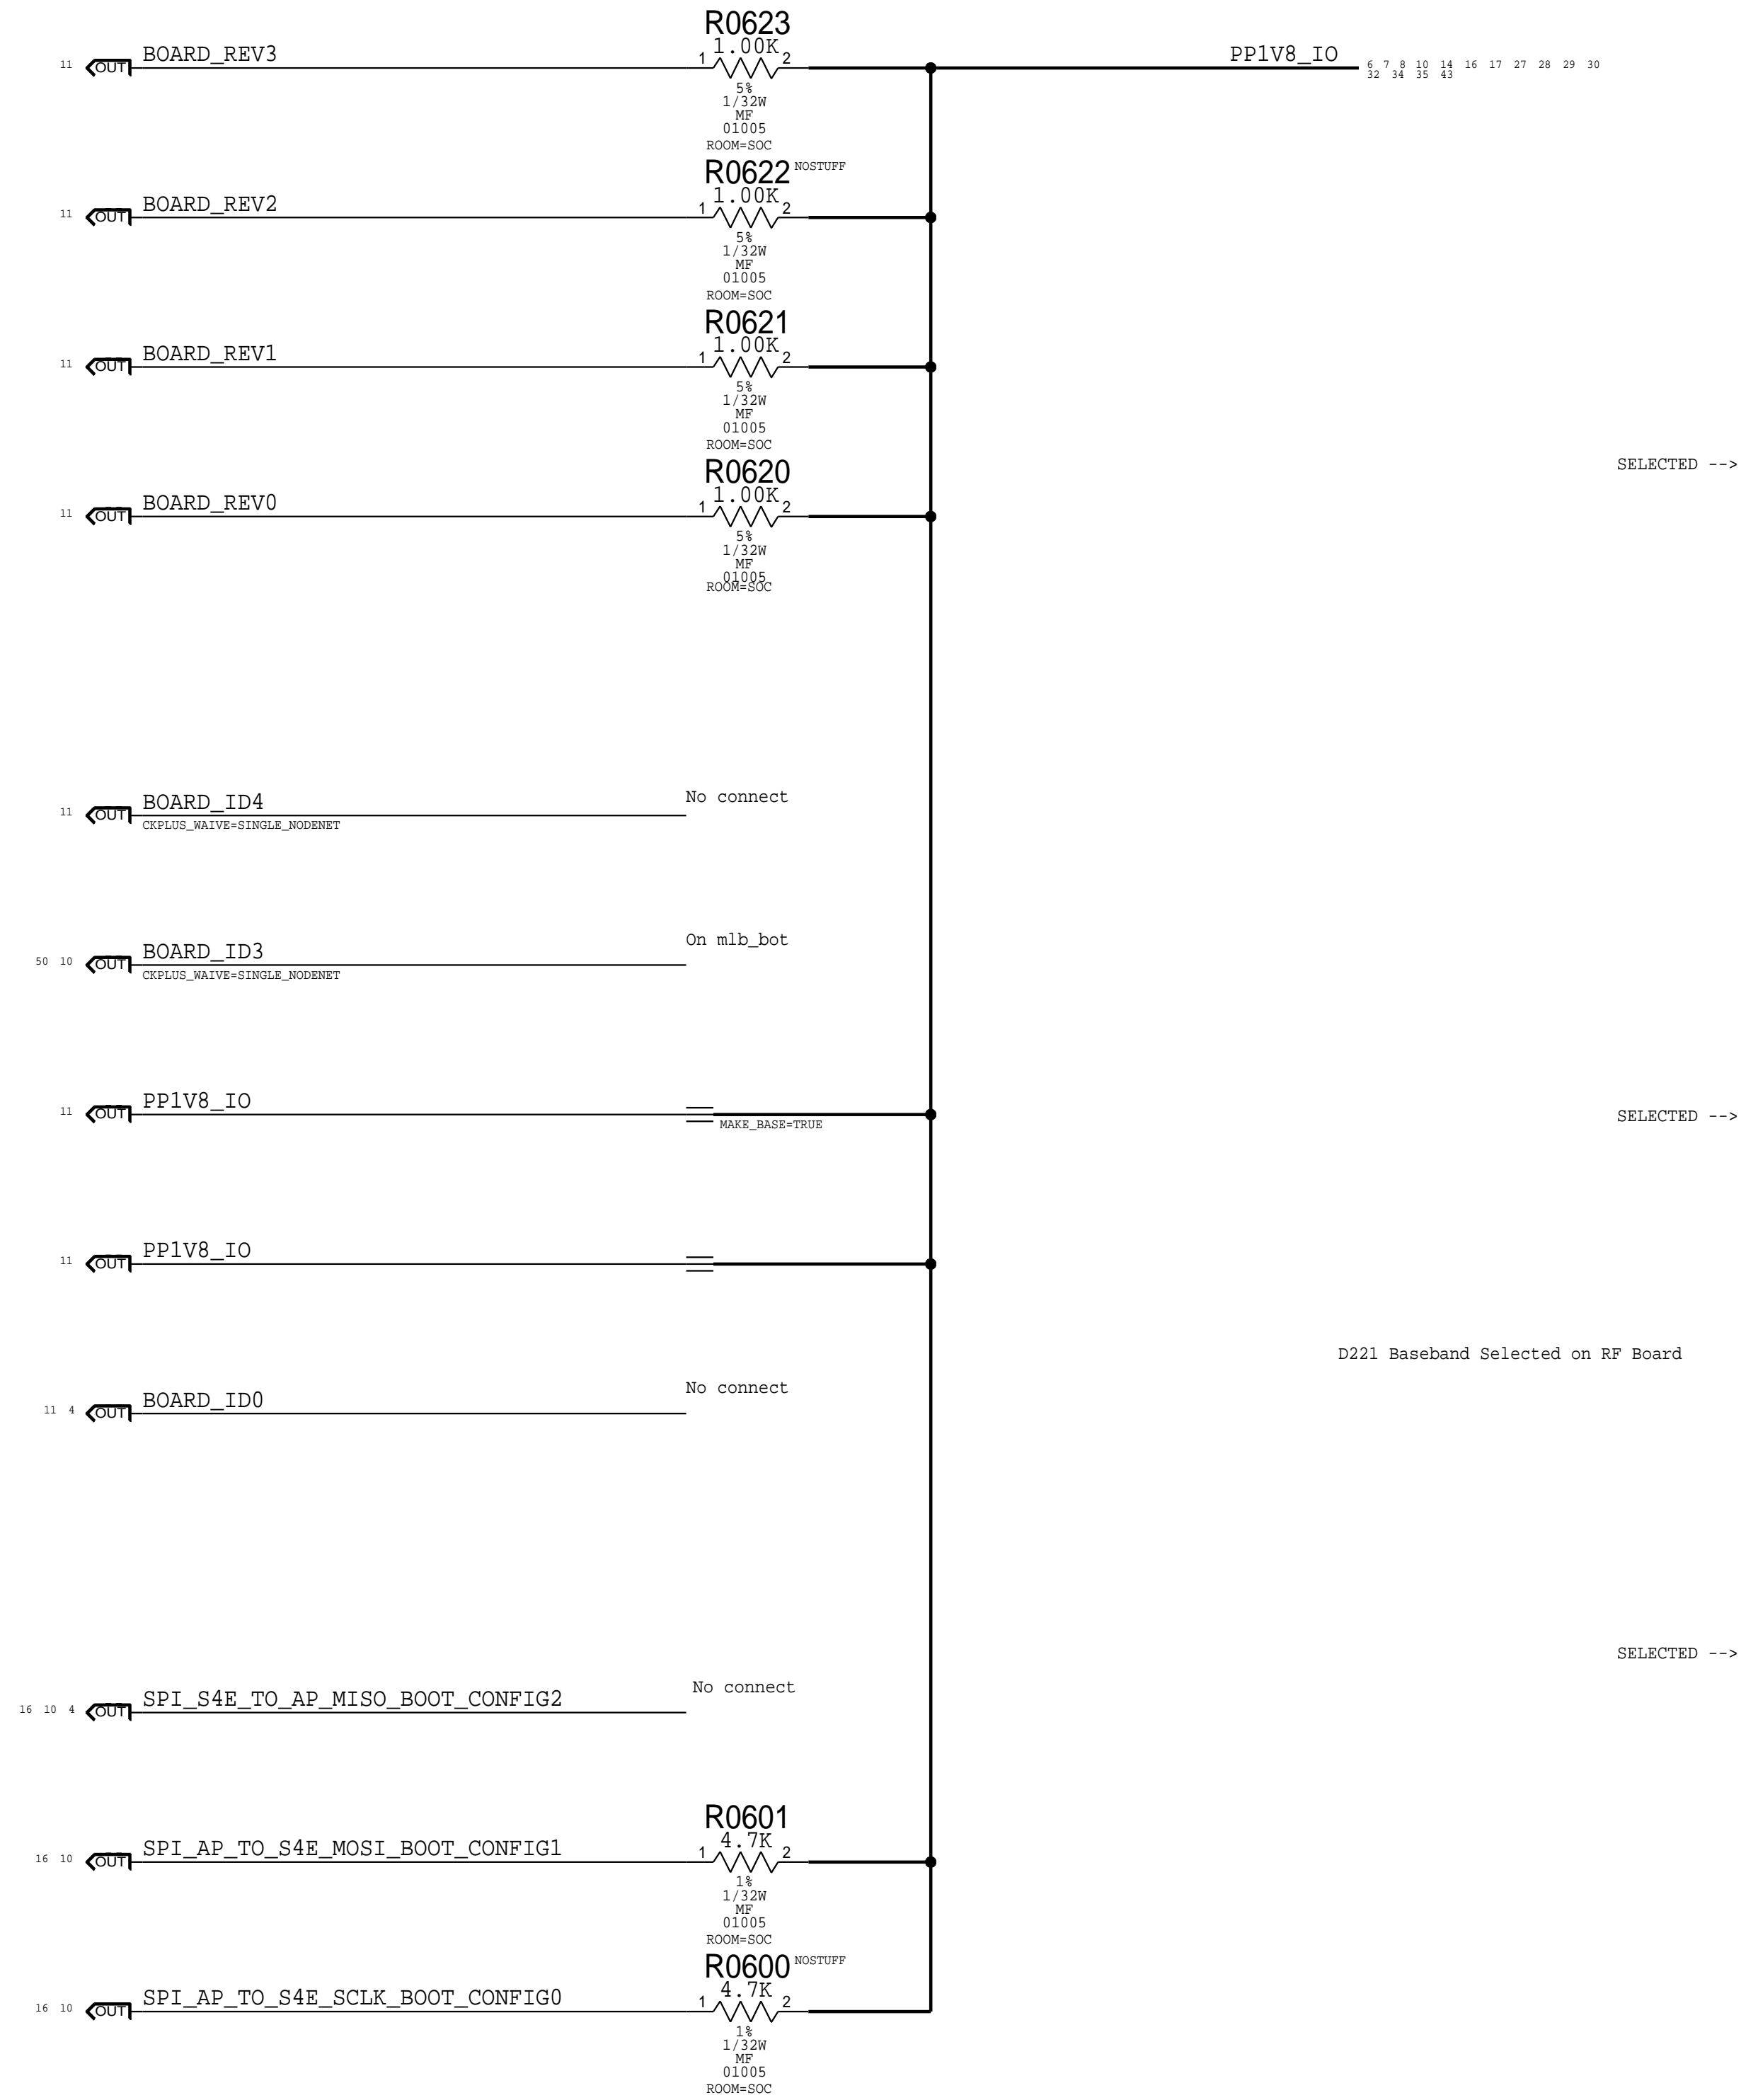 R0623
11 OUT BOARD_REV3 1 1.00K 2 PP1V8_IO 6 7 8 10 14 16 17 27 28 29 30
32 34 35 43
5%
1/32W
MF
01005
ROOM=SOC
R0622 NOSTUFF
11 OUT BOARD_REV2 1 1.00K 2
5%
1/32W
MF
01005
ROOM=SOC
R0621
11 OUT BOARD_REV1 1 1.00K 2
5%
1/32W
MF
01005
ROOM=SOC
SELECTED -->
R0620
11 OUT BOARD_REV0 1 1.00K 2
5%
1/32W
MF
01005
ROOM=SOC
No connect
11 OUT BOARD_ID4
CKPLUS_WAIVE=SINGLE_NODENET
On mlb_bot
50 10 OUT BOARD_ID3
CKPLUS_WAIVE=SINGLE_NODENET
11 OUT PP1V8_IO
MAKE_BASE=TRUE
SELECTED -->
11 OUT PP1V8_IO
D221 Baseband Selected on RF Board
No connect
11 4 OUT BOARD_ID0
SELECTED -->
No connect
16 10 4 OUT SPI_S4E_TO_AP_MISO_BOOT_CONFIG2
R0601
16 10 OUT SPI_AP_TO_S4E_MOSI_BOOT_CONFIG1 1 4.7K 2
1%
1/32W
MF
01005
ROOM=SOC
R0600 NOSTUFF
16 10 OUT SPI_AP_TO_S4E_SCLK_BOOT_CONFIG0 1 4.7K 2
1%
1/32W
MF
01005
ROOM=SOC